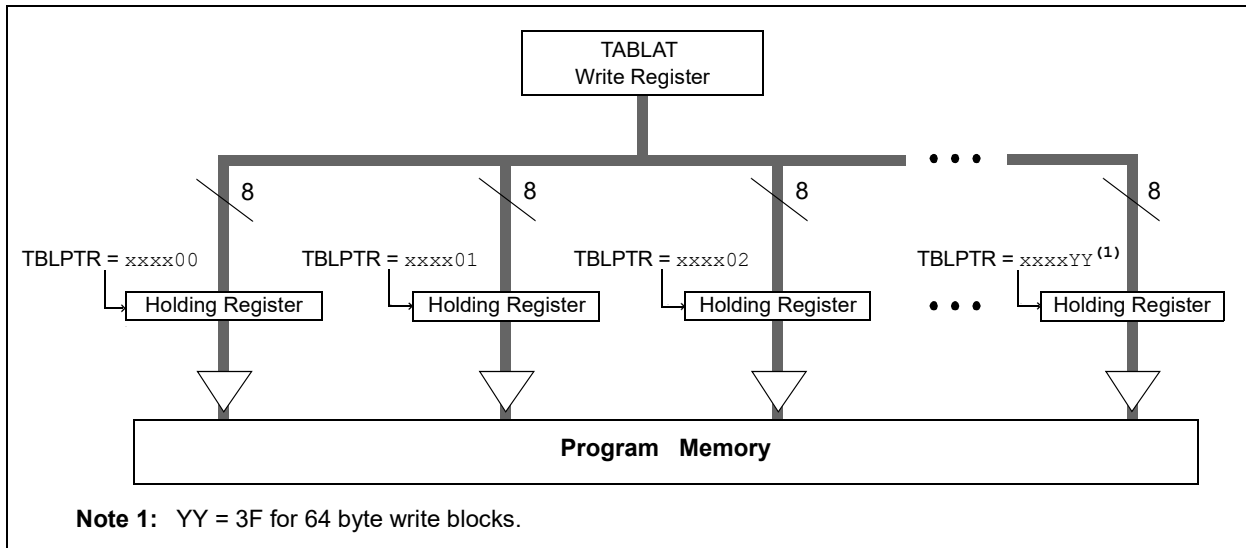 TABLAT
Write Register
8 8 8 • • • 8
TBLPTR = xxxx00 TBLPTR = xxxx01 TBLPTR = xxxx02 TBLPTR = xxxxYY(1)
Holding Register Holding Register Holding Register • • • Holding Register
Program Memory
Note 1: YY = 3F for 64 byte write blocks.